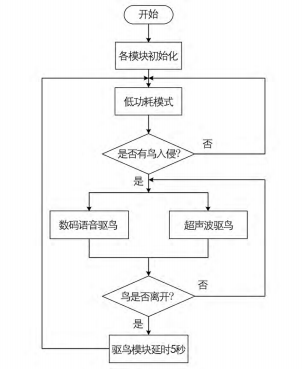 开始
各模块初始化
低功耗模式
是否有鸟入侵?
否
是
数码语音驱鸟
超声波驱鸟
鸟是否离开?
否
是
驱鸟模块延时5秒